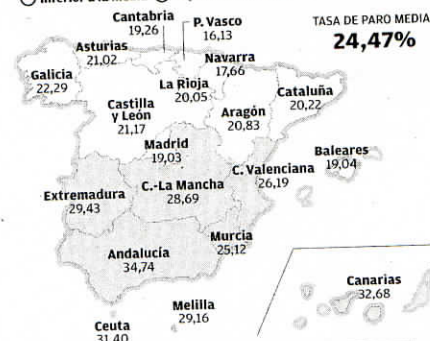 Inferior a la
Cantabria
19,26
P. Vasco
16,13
TASA DE PARO MEDIA
24,47%
Asturias
21,02
Navarra
17,66
Galicia
22,29
La Rioja
20,05
Cataluña
20,22
Castilla
y León
21,17
Aragón
20,83
Madrid
19,03
Baleares
19,04
C. Valenciana
26,19
Extremadura
29,43
C.-La Mancha
28,69
Murcia
25,12
Andalucía
34,74
Canarias
32,68
Melilla
29,16
Ceuta
31,40